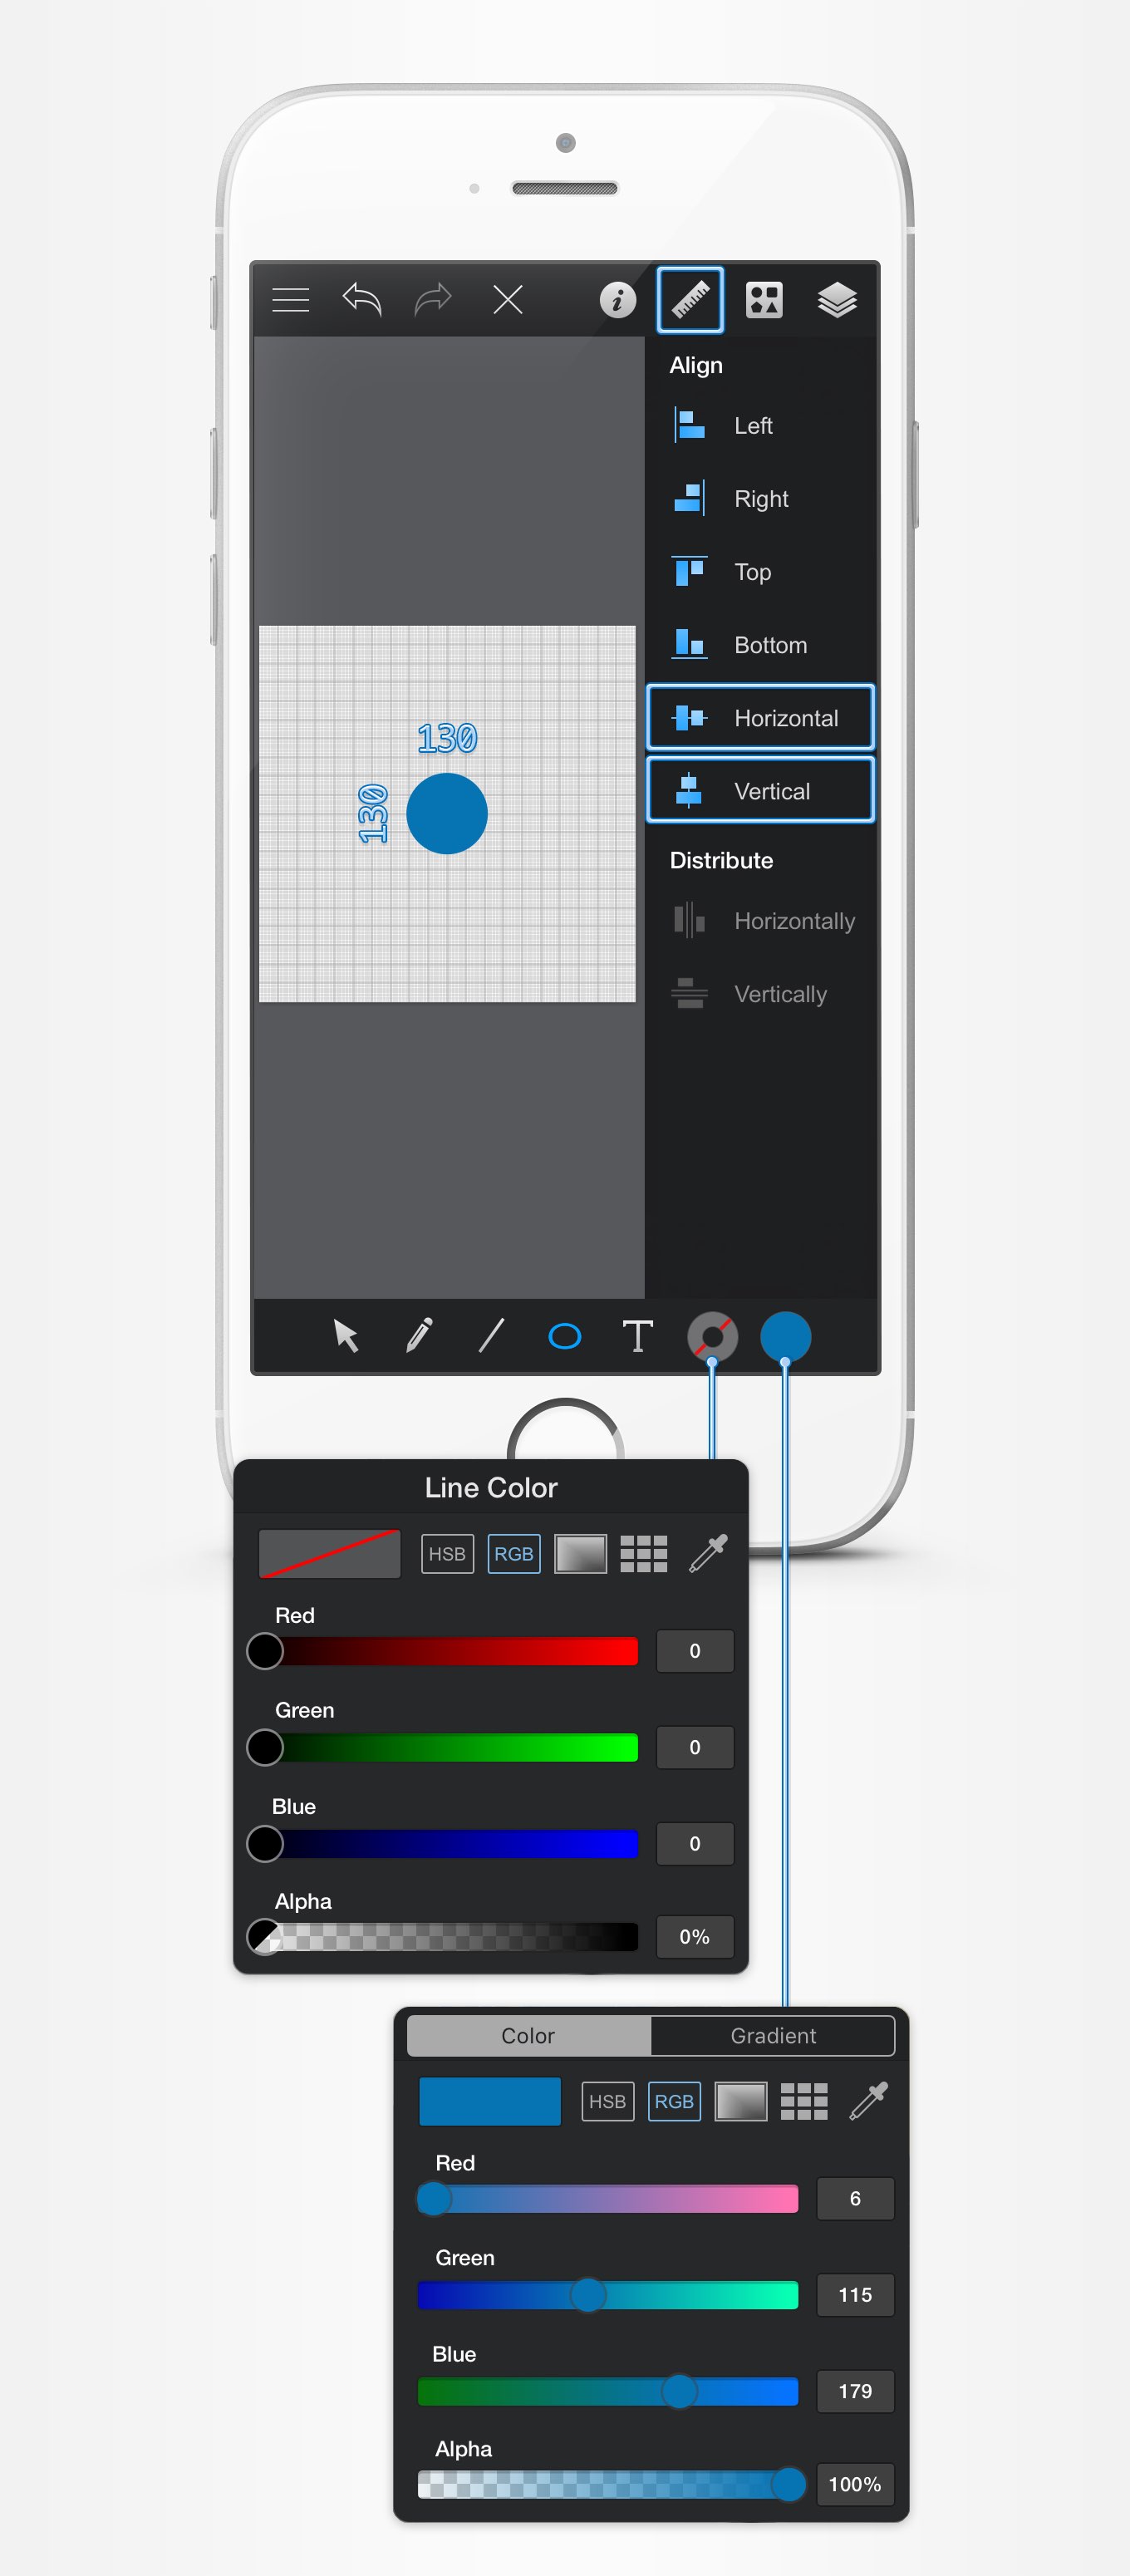 Align
Left
Right
Top
Bottom
Horizontal
Vertical
Distribute
Horizontally
Vertically
130
130
T
Line Color
HSB RGB
Red
0
Green
0
Blue
0
Alpha
0%
Color Gradient
HSB RGB
Red
6
Green
115
Blue
179
Alpha
100%